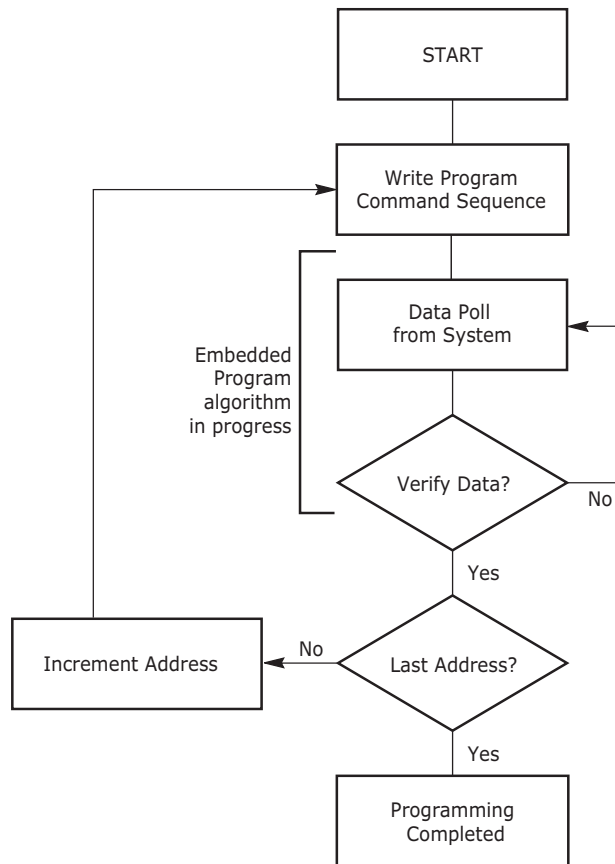 START
Write Program
Command Sequence
Data Poll
from System
Embedded
Program
algorithm
in progress
Verify Data?
No
Yes
Increment Address
No
Last Address?
Yes
Programming
Completed